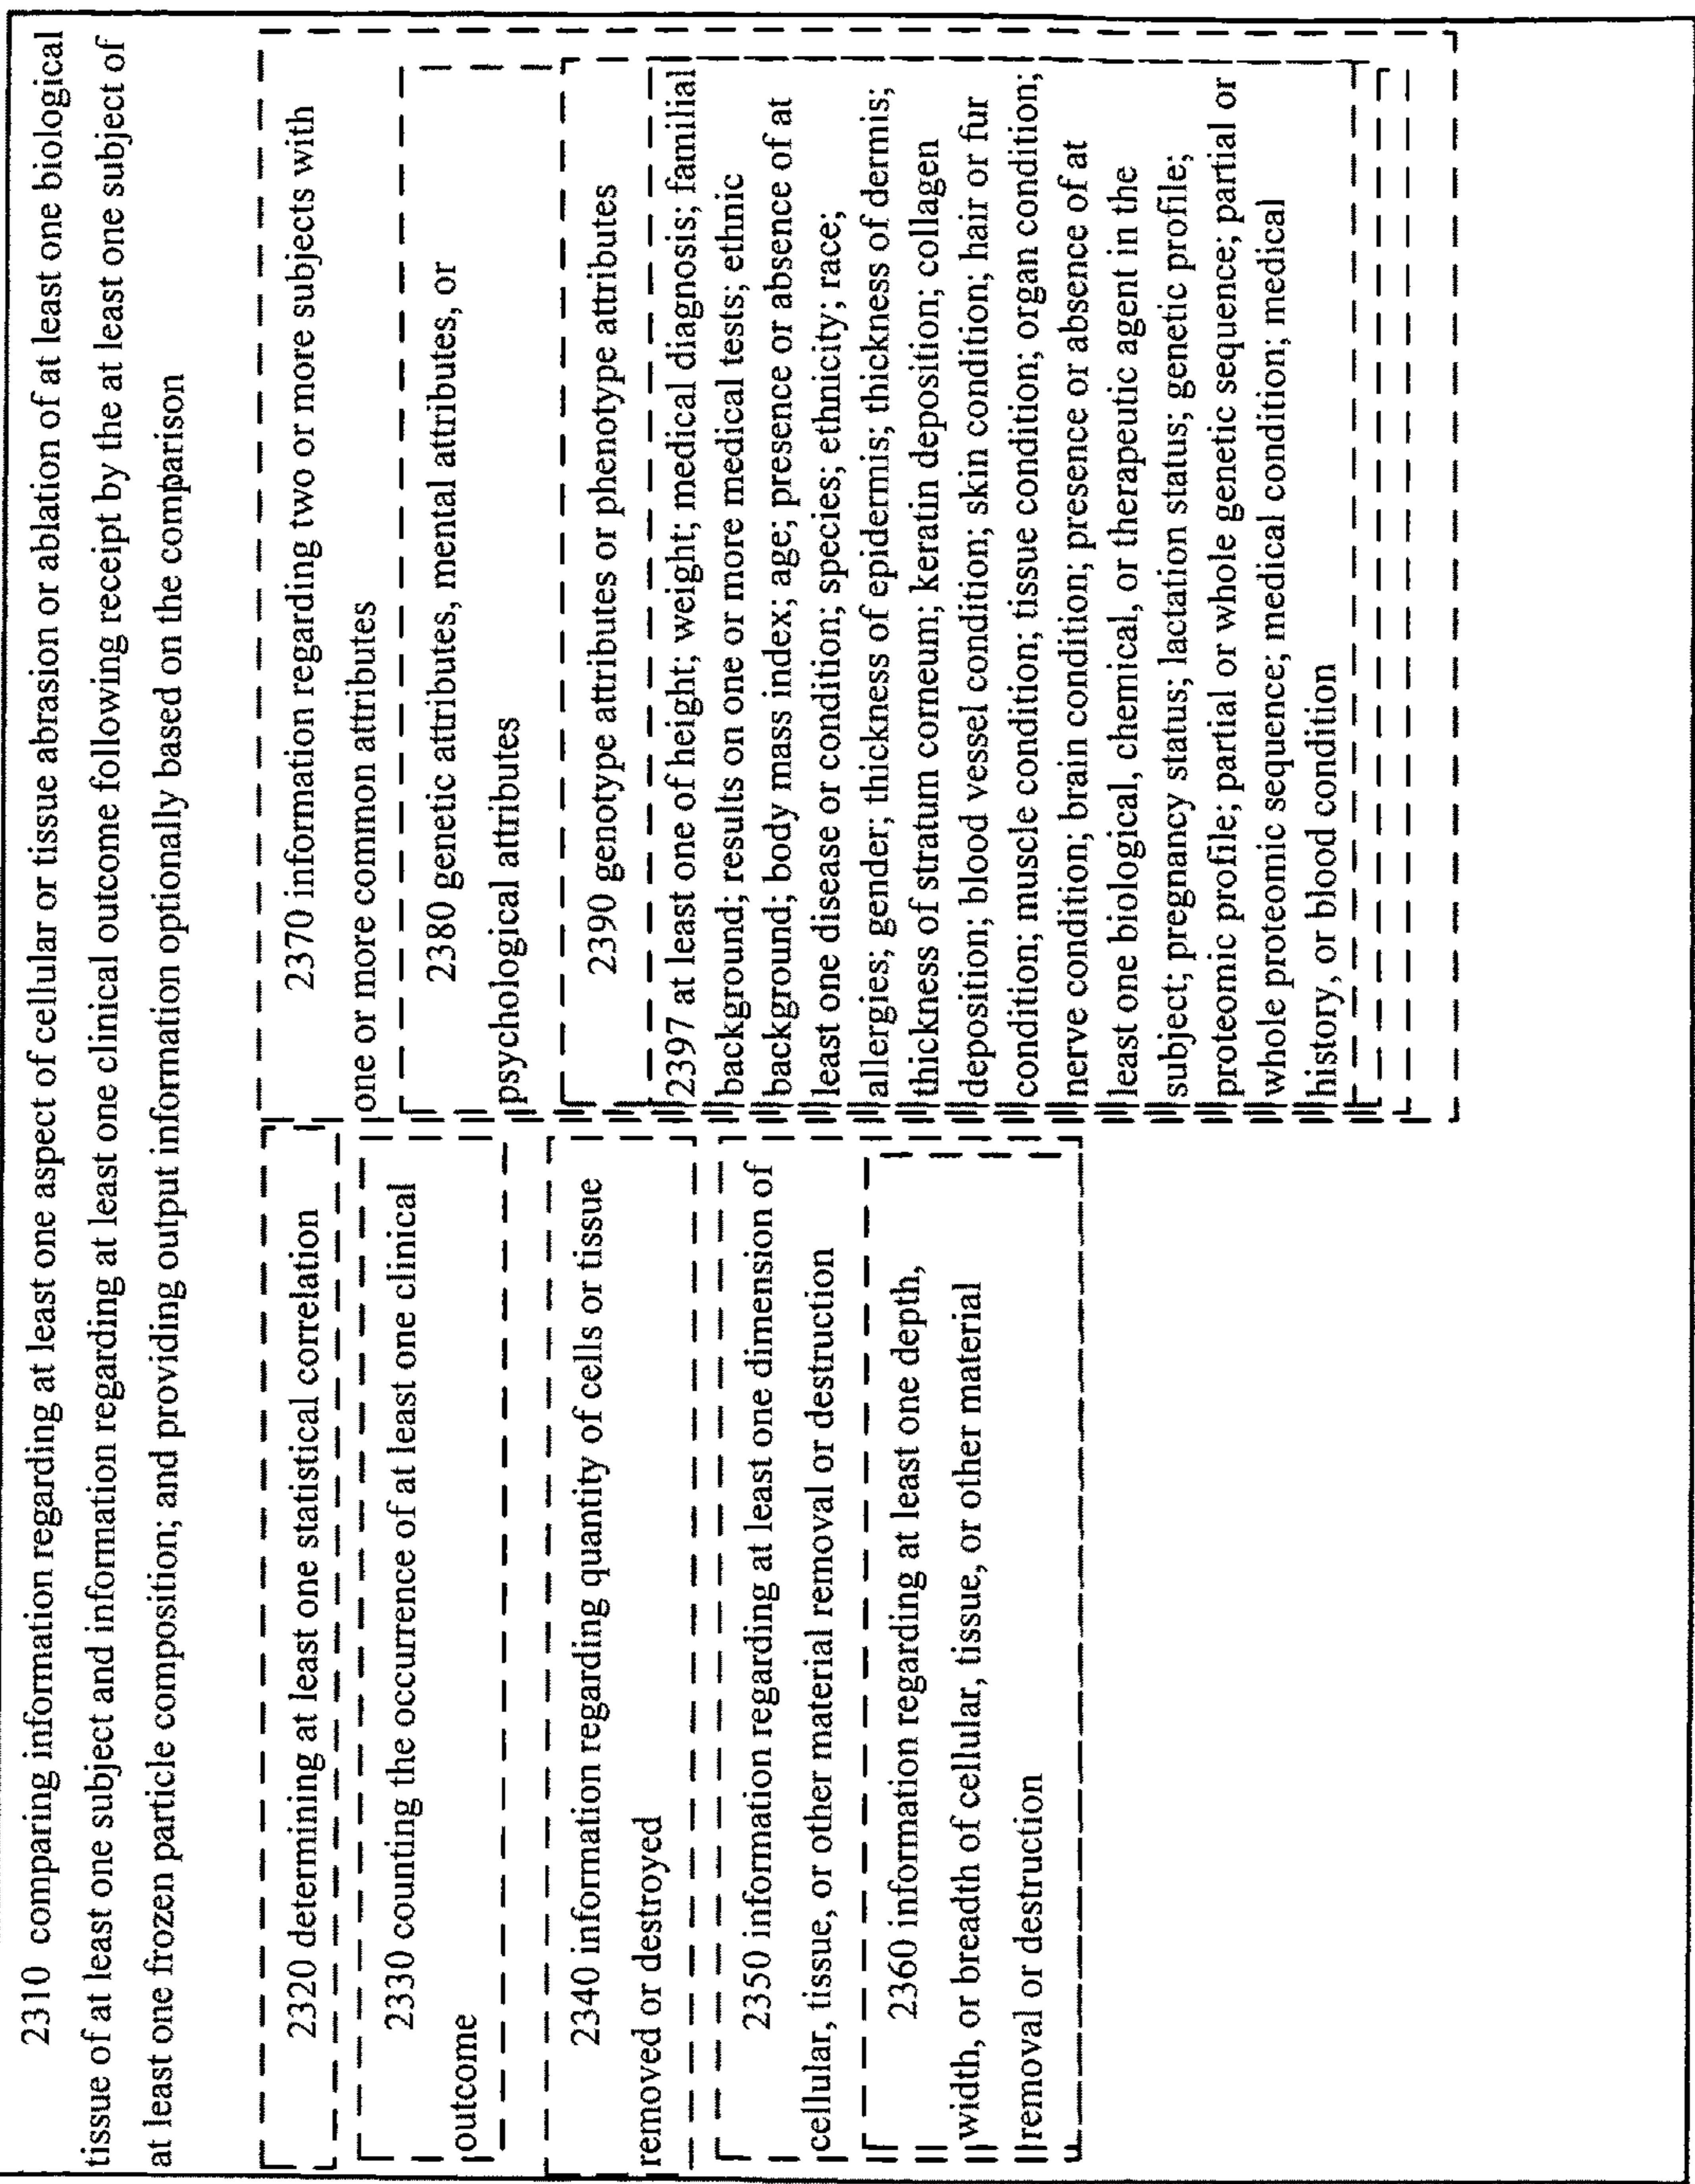 2310 comparing information regarding at least one aspect of cellular or tissue abrasion or ablation of at least one biological
tissue of at least one subject and information regarding at least one clinical outcome following receipt by the at least one subject of
at least one frozen particle composition; and providing output information optionally based on the comparison
2320 determining at least one statistical correlation
2330 counting the occurrence of at least one clinical
outcome
2340 information regarding quantity of cells or tissue
removed or destroyed
2350 information regarding at least one dimension of
cellular, tissue, or other material removal or destruction
2360 information regarding at least one depth,
width, or breadth of cellular, tissue, or other material
removal or destruction
2370 information regarding two or more subjects with
one or more common attributes
2380 genetic attributes, mental attributes, or
psychological attributes
2390 genotype attributes or phenotype attributes
2397 at least one of height; weight; medical diagnosis; familial
background; results on one or more medical tests; ethnic
background; body mass index; age; presence or absence of at
least one disease or condition; species; ethnicity; race;
allergies; gender; thickness of epidermis; thickness of dermis;
thickness of stratum corneum; keratin deposition; collagen
deposition; blood vessel condition; skin condition; hair or fur
condition; muscle condition; tissue condition; organ condition;
nerve condition; brain condition; presence or absence of at
least one biological, chemical, or therapeutic agent in the
subject; pregnancy status; lactation status; genetic profile;
proteomic profile; partial or whole genetic sequence; partial or
whole proteomic sequence; medical condition; medical
history, or blood condition